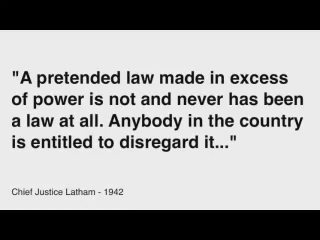 "A pretended law made in excess
of power is not and never has been
a law at all. Anybody in the country
is entitled to disregard it..."
Chief Justice Latham - 1942